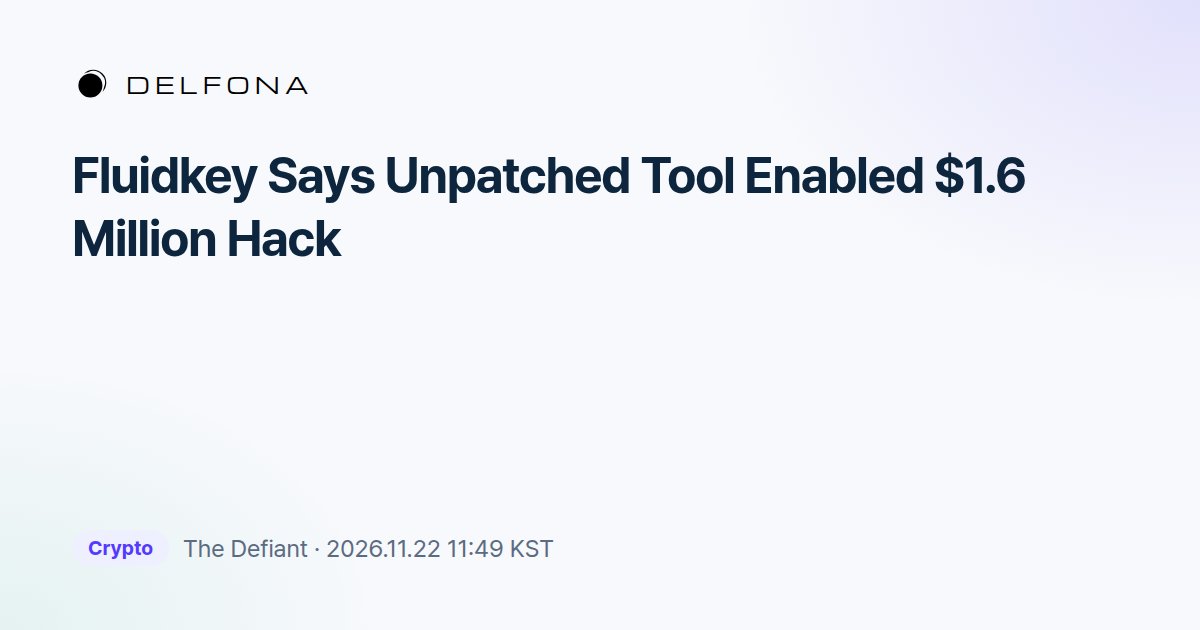 DELFONA
Fluidkey Says Unpatched Tool Enabled $1.6
Million Hack
Crypto The Defiant · 2026.11.22 11:49 KST